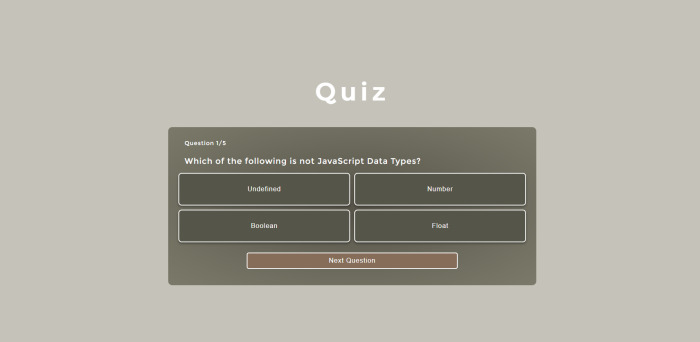 Quiz
Question 1/5
Which of the following is not JavaScript Data Types?
Undefined
Number
Boolean
Float
Next Question